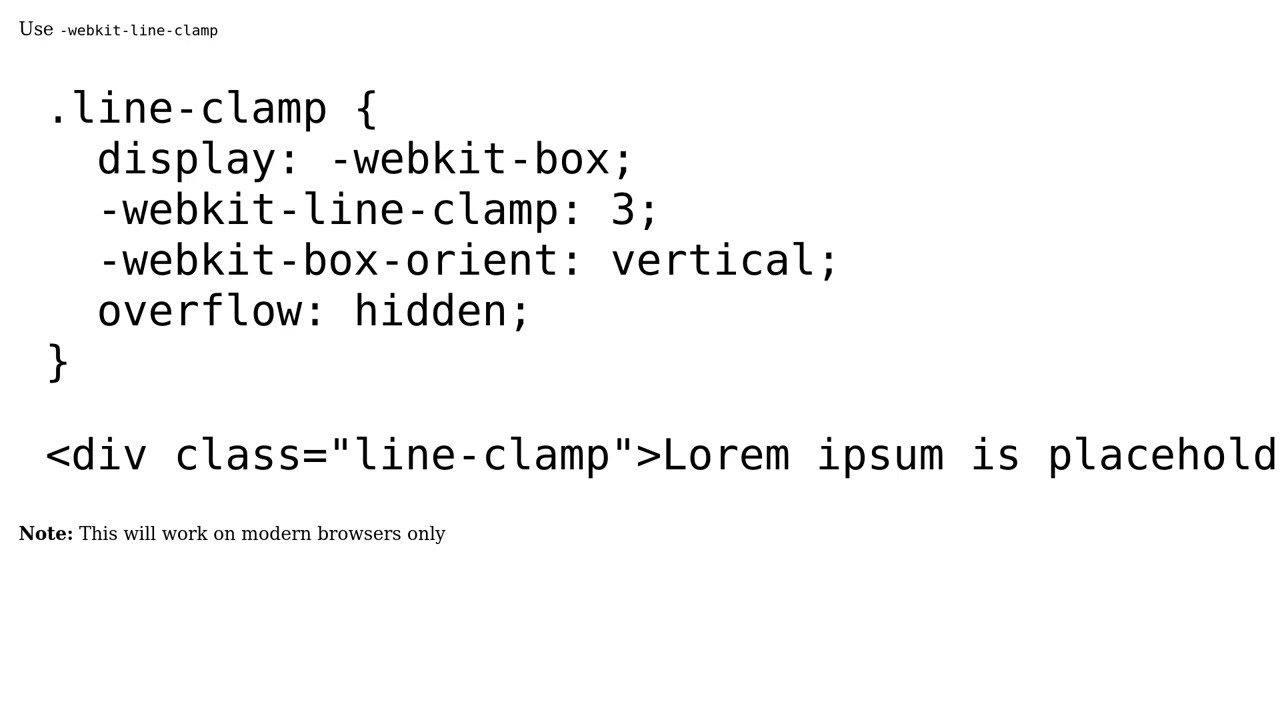 Use -webkit-line-clamp
.line-clamp {
  display: -webkit-box;
  -webkit-line-clamp: 3;
  -webkit-box-orient: vertical;
  overflow: hidden;
}
<div class="line-clamp">Lorem ipsum is placehold
Note: This will work on modern browsers only